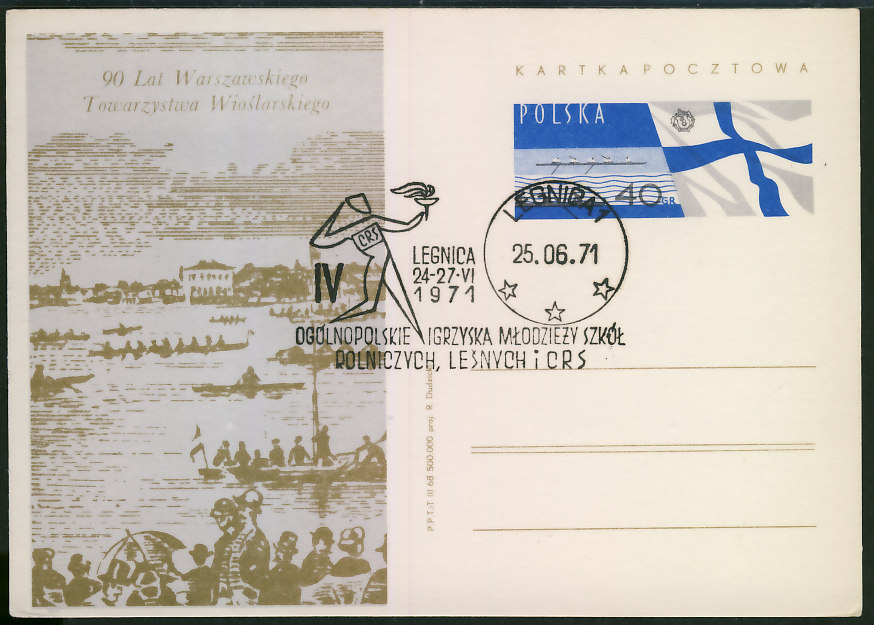 90 Lat Warszawskiego
Towarzystwa Wioślarskiego
KARTKA POCZTOWA
POLSKA
40 GR
CRS
IV
LEGNICA
24-27·VI
1971
LEGNICA 1
25.06.71
OGÓLNOPOLSKIE IGRZYSKA MŁODZIEŻY SZKÓŁ
ROLNICZYCH, LEŚNYCH i CRS
P.P.T.iT III 68 500.000 proj. R. Dudzicki